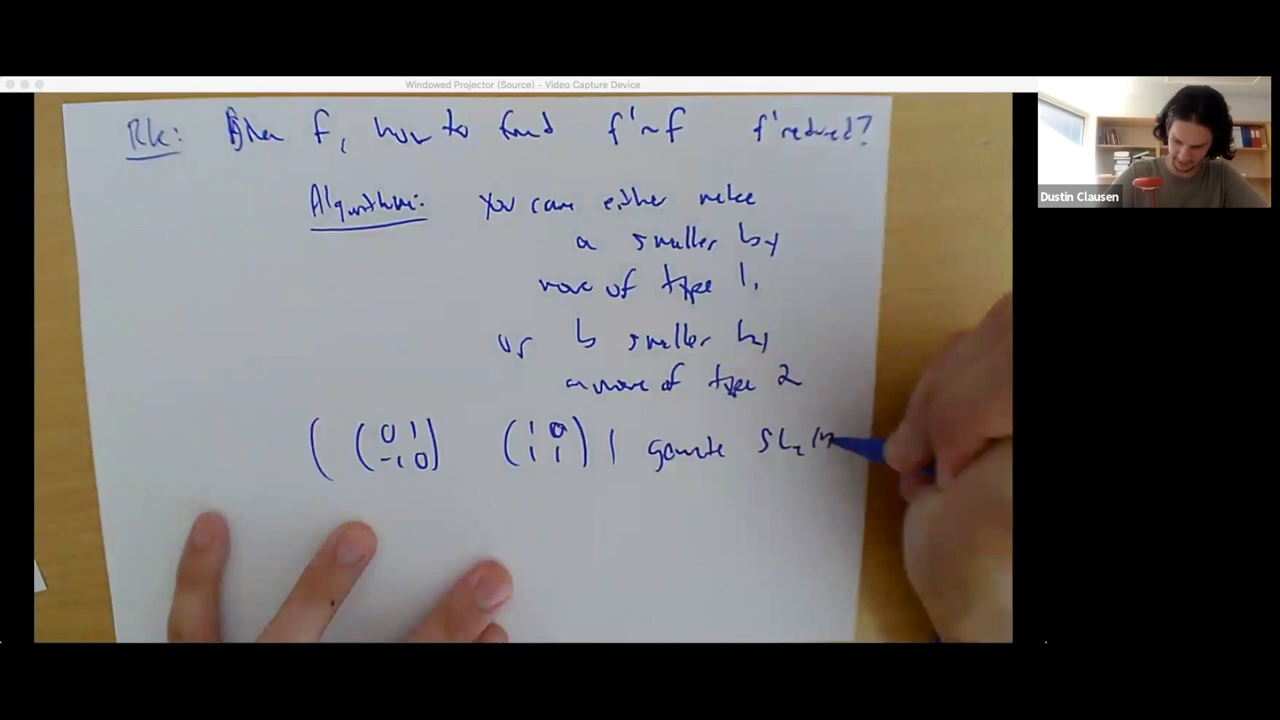 Windowed Projector (Source) - Video Capture Device
Rk: Given f, how to find f' ~ f f' reduced?
Algorithm: You can either make
a smaller by
move of type 1,
or b smaller by
a move of type 2
( (0 1 / -1 0) (1 0 / 1 1) ) generate SL₂(
Dustin Clausen